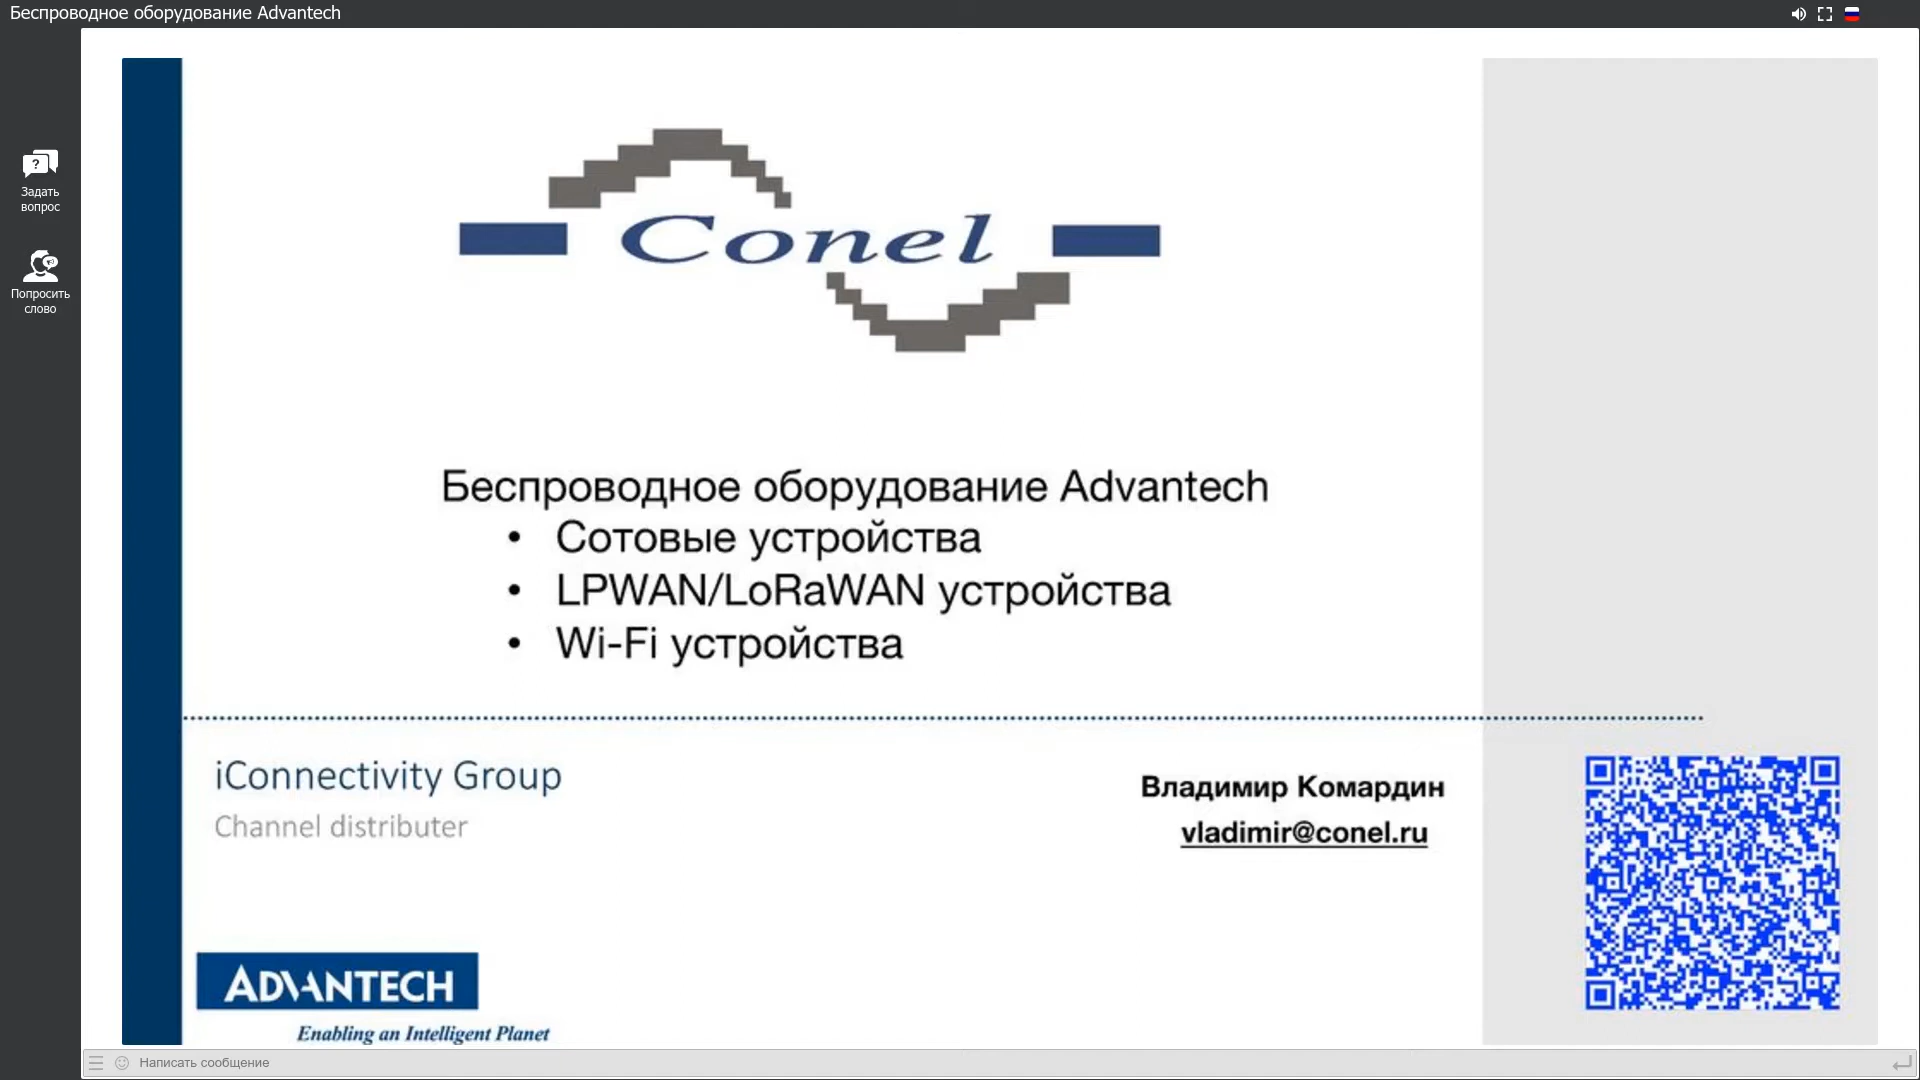 Беспроводное оборудование Advantech
Задать
вопрос
Попросить
слово
Conel
Беспроводное оборудование Advantech
• Сотовые устройства
• LPWAN/LoRaWAN устройства
• Wi-Fi устройства
iConnectivity Group
Channel distributer
Владимир Комардин
vladimir@conel.ru
ADVANTECH
Enabling an Intelligent Planet
Написать сообщение